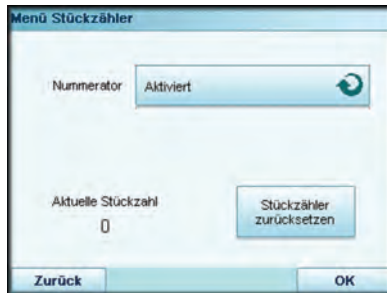 Menü Stückzähler
Nummerator Aktiviert
Aktuelle Stückzahl
0
Stückzähler
zurücksetzen
Zurück OK